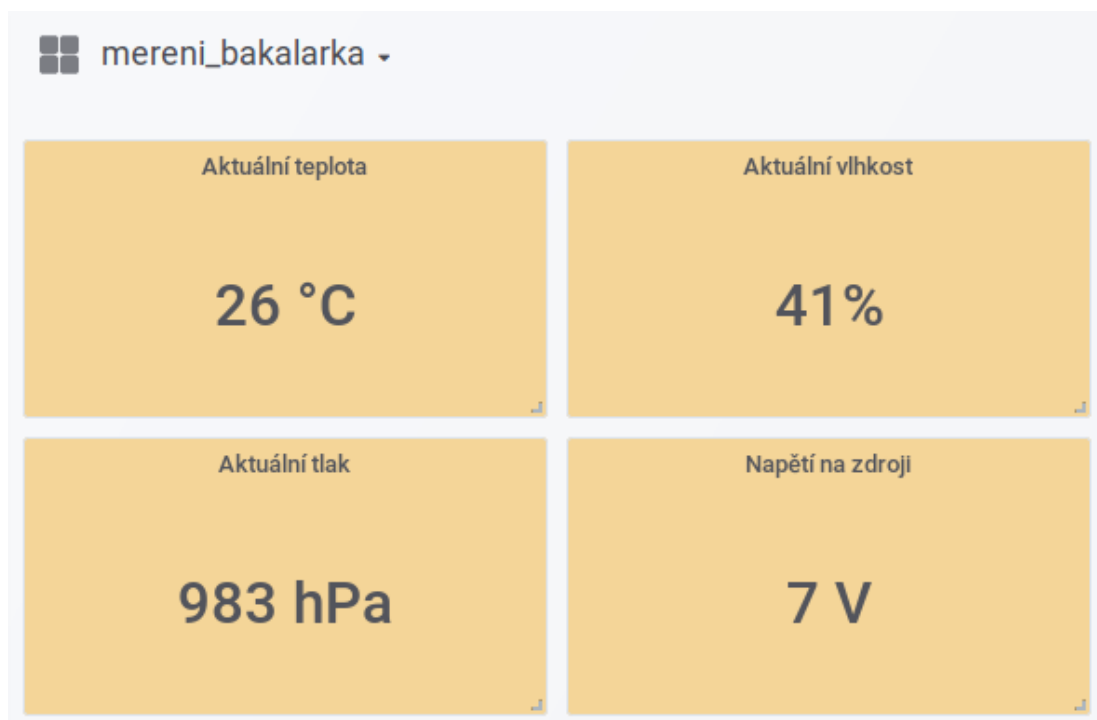 mereni_bakalarka
Aktuální teplota
26 °C
Aktuální vlhkost
41%
Aktuální tlak
983 hPa
Napětí na zdroji
7 V